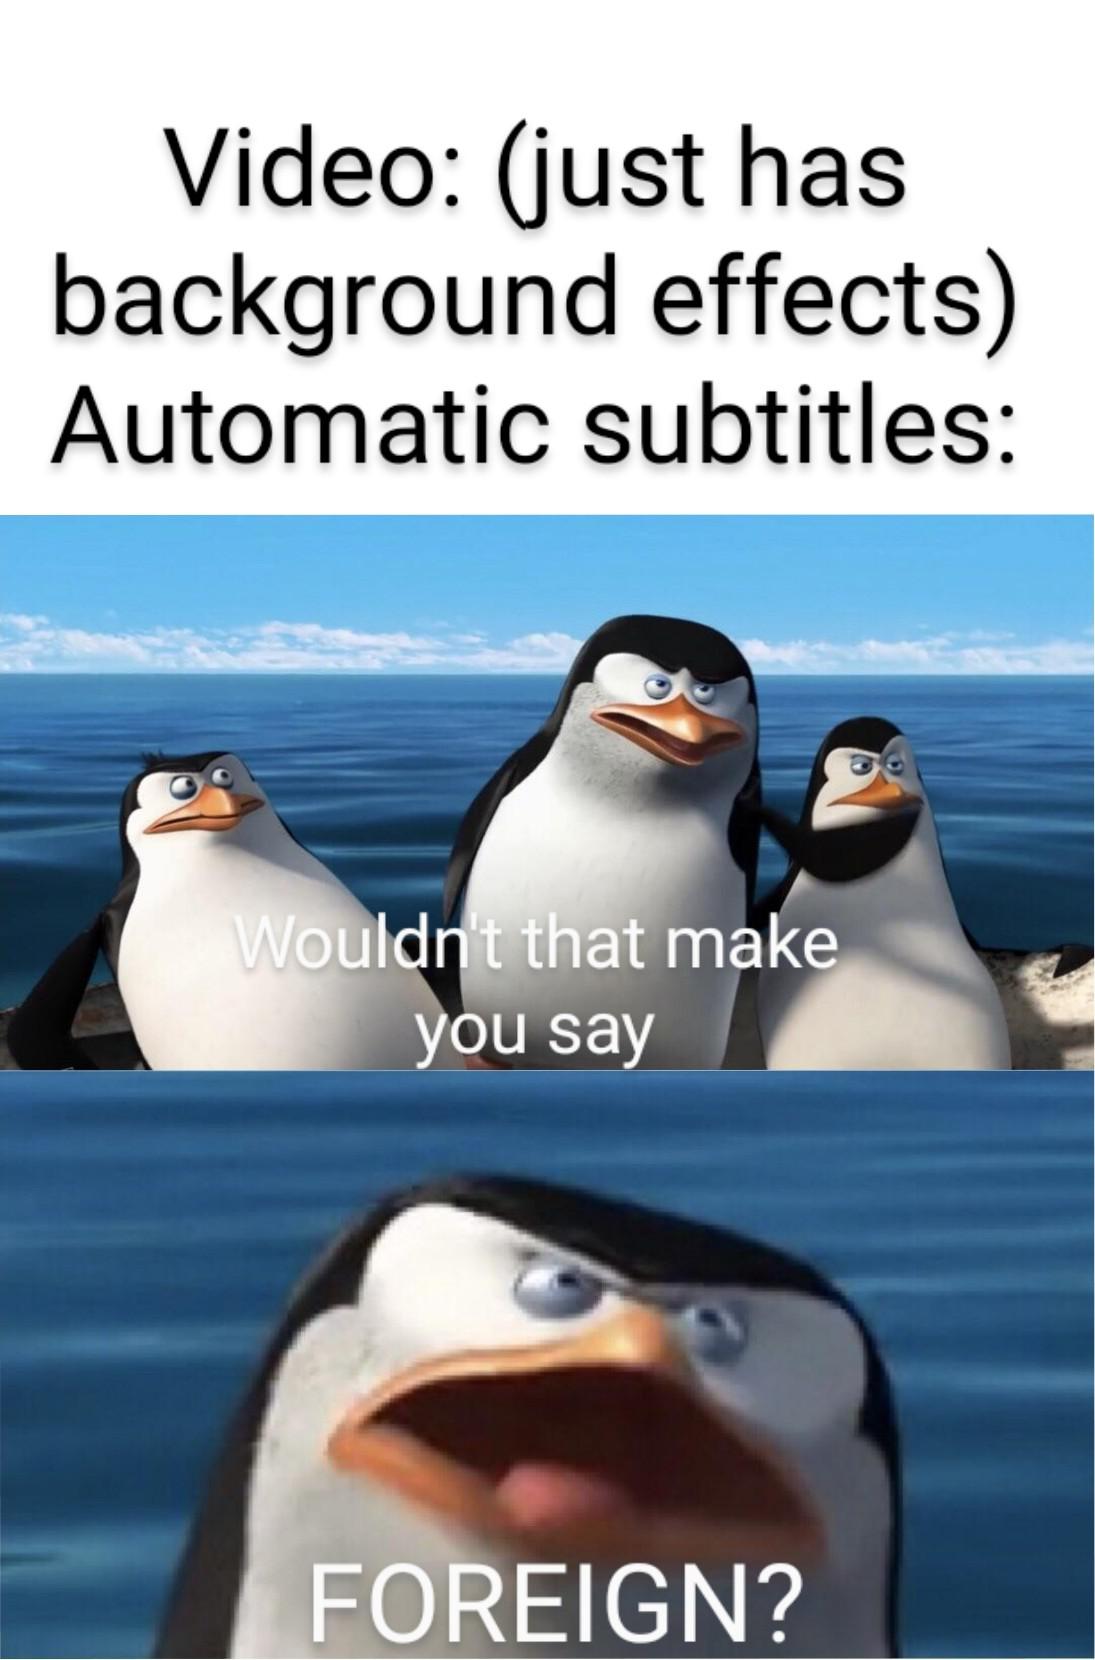 Video: (just has
background effects)
Automatic subtitles:
Wouldn't that make
you say
FOREIGN?